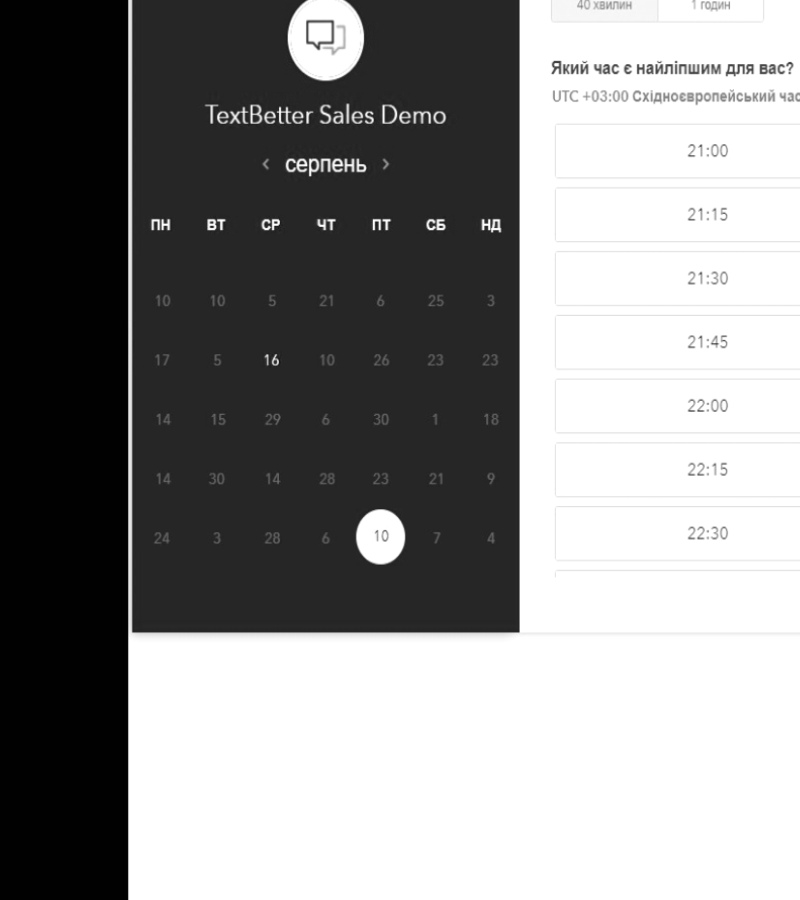 TextBetter Sales Demo
‹ серпень ›
ПН ВТ СР ЧТ ПТ СБ НД
10 10 5 21 6 25 3
17 5 16 10 26 23 23
14 15 29 6 30 1 18
14 30 14 28 23 21 9
24 3 28 6 10 7 4
40 хвилин 1 годин
Який час є найліпшим для вас?
UTC +03:00 Східноєвропейський час
21:00
21:15
21:30
21:45
22:00
22:15
22:30